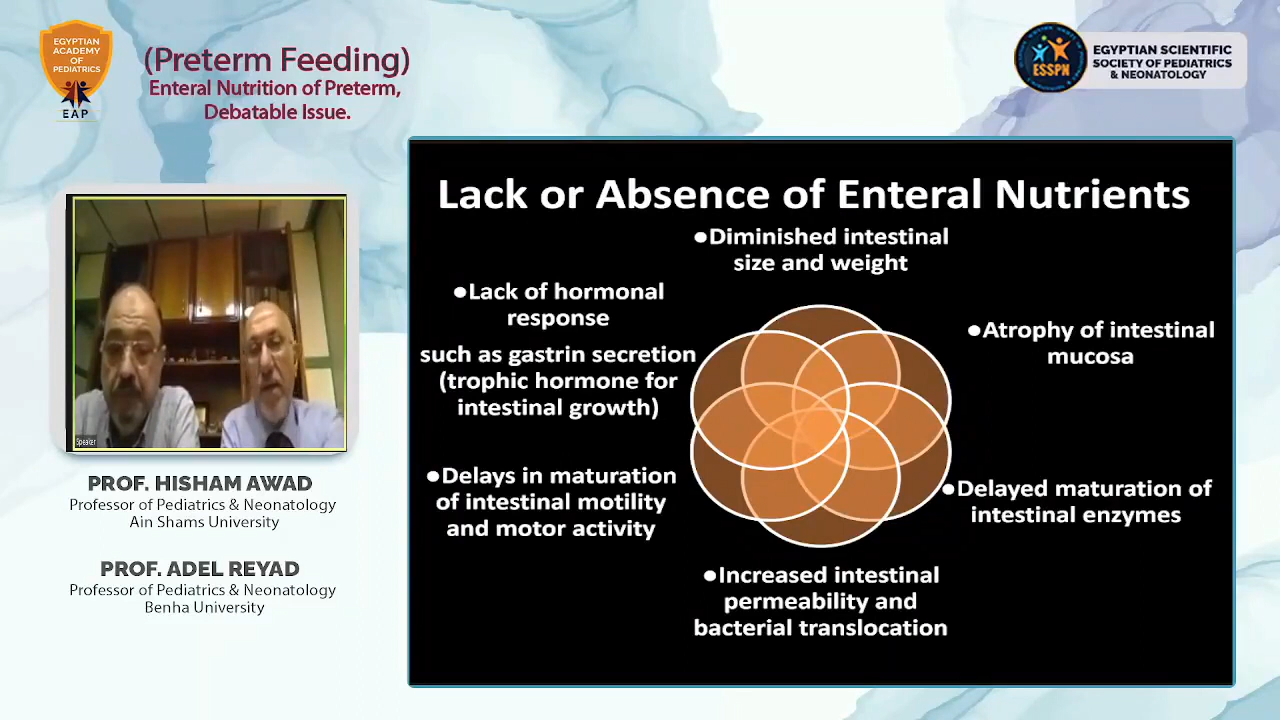 EGYPTIAN
ACADEMY
OF
PEDIATRICS
EAP
(Preterm Feeding)
Enteral Nutrition of Preterm,
Debatable Issue.
ESSPN
EGYPTIAN SCIENTIFIC
SOCIETY OF PEDIATRICS
& NEONATOLOGY
Speaker
PROF. HISHAM AWAD
Professor of Pediatrics & Neonatology
Ain Shams University
PROF. ADEL REYAD
Professor of Pediatrics & Neonatology
Benha University
Lack or Absence of Enteral Nutrients
●Diminished intestinal
size and weight
●Atrophy of intestinal
mucosa
●Delayed maturation of
intestinal enzymes
●Increased intestinal
permeability and
bacterial translocation
●Delays in maturation
of intestinal motility
and motor activity
●Lack of hormonal
response
such as gastrin secretion
(trophic hormone for
intestinal growth)